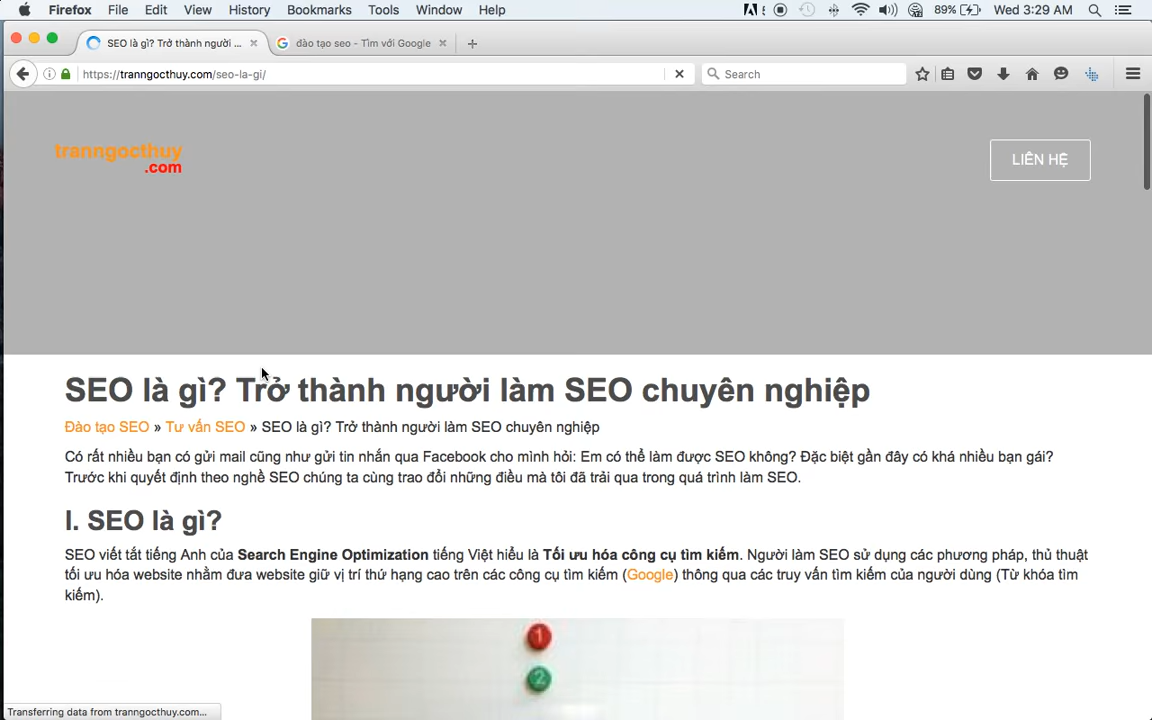 Firefox File Edit View History Bookmarks Tools Window Help 89% Wed 3:29 AM
SEO là gì? Trở thành người ... đào tạo seo - Tìm với Google
https://tranngocthuy.com/seo-la-gi/ Search
tranngocthuy
.com
LIÊN HỆ
SEO là gì? Trở thành người làm SEO chuyên nghiệp
Đào tạo SEO » Tư vấn SEO » SEO là gì? Trở thành người làm SEO chuyên nghiệp
Có rất nhiều bạn có gửi mail cũng như gửi tin nhắn qua Facebook cho mình hỏi: Em có thể làm được SEO không? Đặc biệt gần đây có khá nhiều bạn gái?
Trước khi quyết định theo nghề SEO chúng ta cùng trao đổi những điều mà tôi đã trải qua trong quá trình làm SEO.
I. SEO là gì?
SEO viết tắt tiếng Anh của Search Engine Optimization tiếng Việt hiểu là Tối ưu hóa công cụ tìm kiếm. Người làm SEO sử dụng các phương pháp, thủ thuật
tối ưu hóa website nhằm đưa website giữ vị trí thứ hạng cao trên các công cụ tìm kiếm (Google) thông qua các truy vấn tìm kiếm của người dùng (Từ khóa tìm
kiếm).
1
2
Transferring data from tranngocthuy.com...